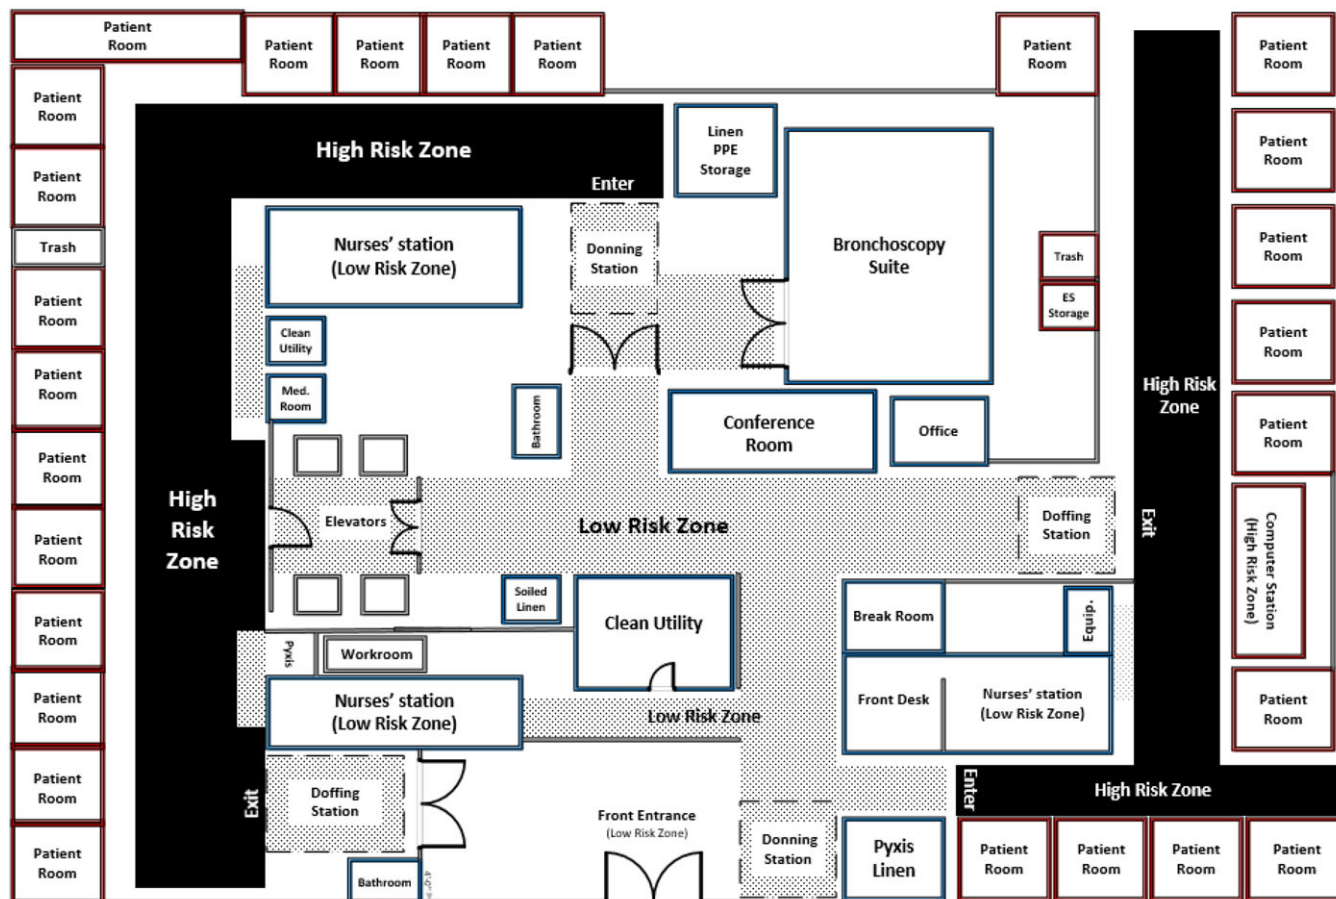 Patient
Room
Patient
Room
Patient
Room
Patient
Room
Patient
Room
Patient
Room
Patient
Room
Patient
Room
Patient
Room
Trash
Patient
Room
Patient
Room
Patient
Room
Patient
Room
Patient
Room
Patient
Room
Patient
Room
Patient
Room
High Risk Zone
Enter
High
Risk
Zone
Exit
Linen
PPE
Storage
Nurses' station
(Low Risk Zone)
Donning
Station
Bronchoscopy
Suite
Trash
ES
Storage
Clean
Utility
Med.
Room
Bathroom
Conference
Room
Office
Elevators
Low Risk Zone
Doffing
Station
Exit
High Risk
Zone
Soiled
Linen
Clean Utility
Break Room
Equip.
Pyxis
Workroom
Nurses' station
(Low Risk Zone)
Low Risk Zone
Front Desk
Nurses' station
(Low Risk Zone)
Doffing
Station
Bathroom
4'-0"
Front Entrance
(Low Risk Zone)
Donning
Station
Pyxis
Linen
Enter
High Risk Zone
Patient
Room
Patient
Room
Patient
Room
Patient
Room
Patient
Room
Computer Station
(High Risk Zone)
Patient
Room
Patient
Room
Patient
Room
Patient
Room
Patient
Room